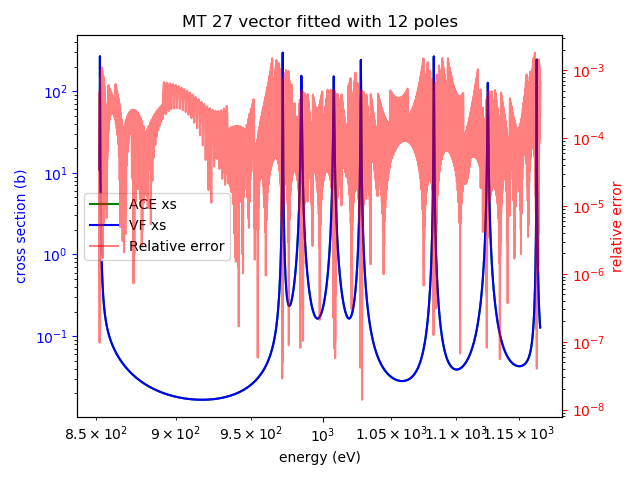 MT 27 vector fitted with 12 poles
cross section (b)
10²
10¹
10⁰
10⁻¹
ACE xs
VF xs
Relative error
10⁻³
10⁻⁴
10⁻⁵
10⁻⁶
10⁻⁷
10⁻⁸
relative error
8.5 × 10² 9 × 10² 9.5 × 10² 10³ 1.05 × 10³ 1.1 × 10³ 1.15 × 10³
energy (eV)